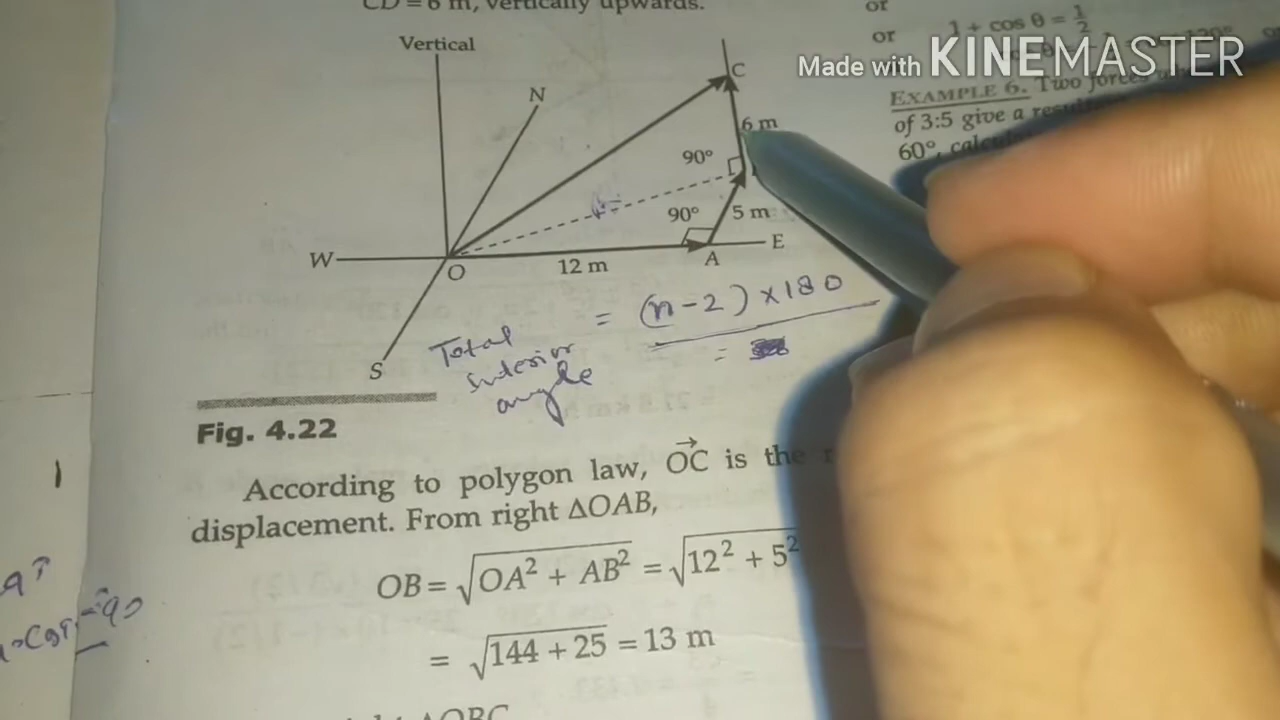 CD = 6 m, vertically upwards.
or
or 1 + cos θ = 1/2
Made with KINEMASTER
EXAMPLE 6. Two forces
of 3:5 give a
60°,
Vertical
N
C
6 m
90°
90°
5 m
W
O
12 m
A
E
S
Total interior angle = (n-2) ×180
=
Fig. 4.22
According to polygon law, OC⃗ is the
displacement. From right ΔOAB,
OB = √(OA² + AB²) = √(12² + 5²
= √(144 + 25) = 13 m
ΔOBC